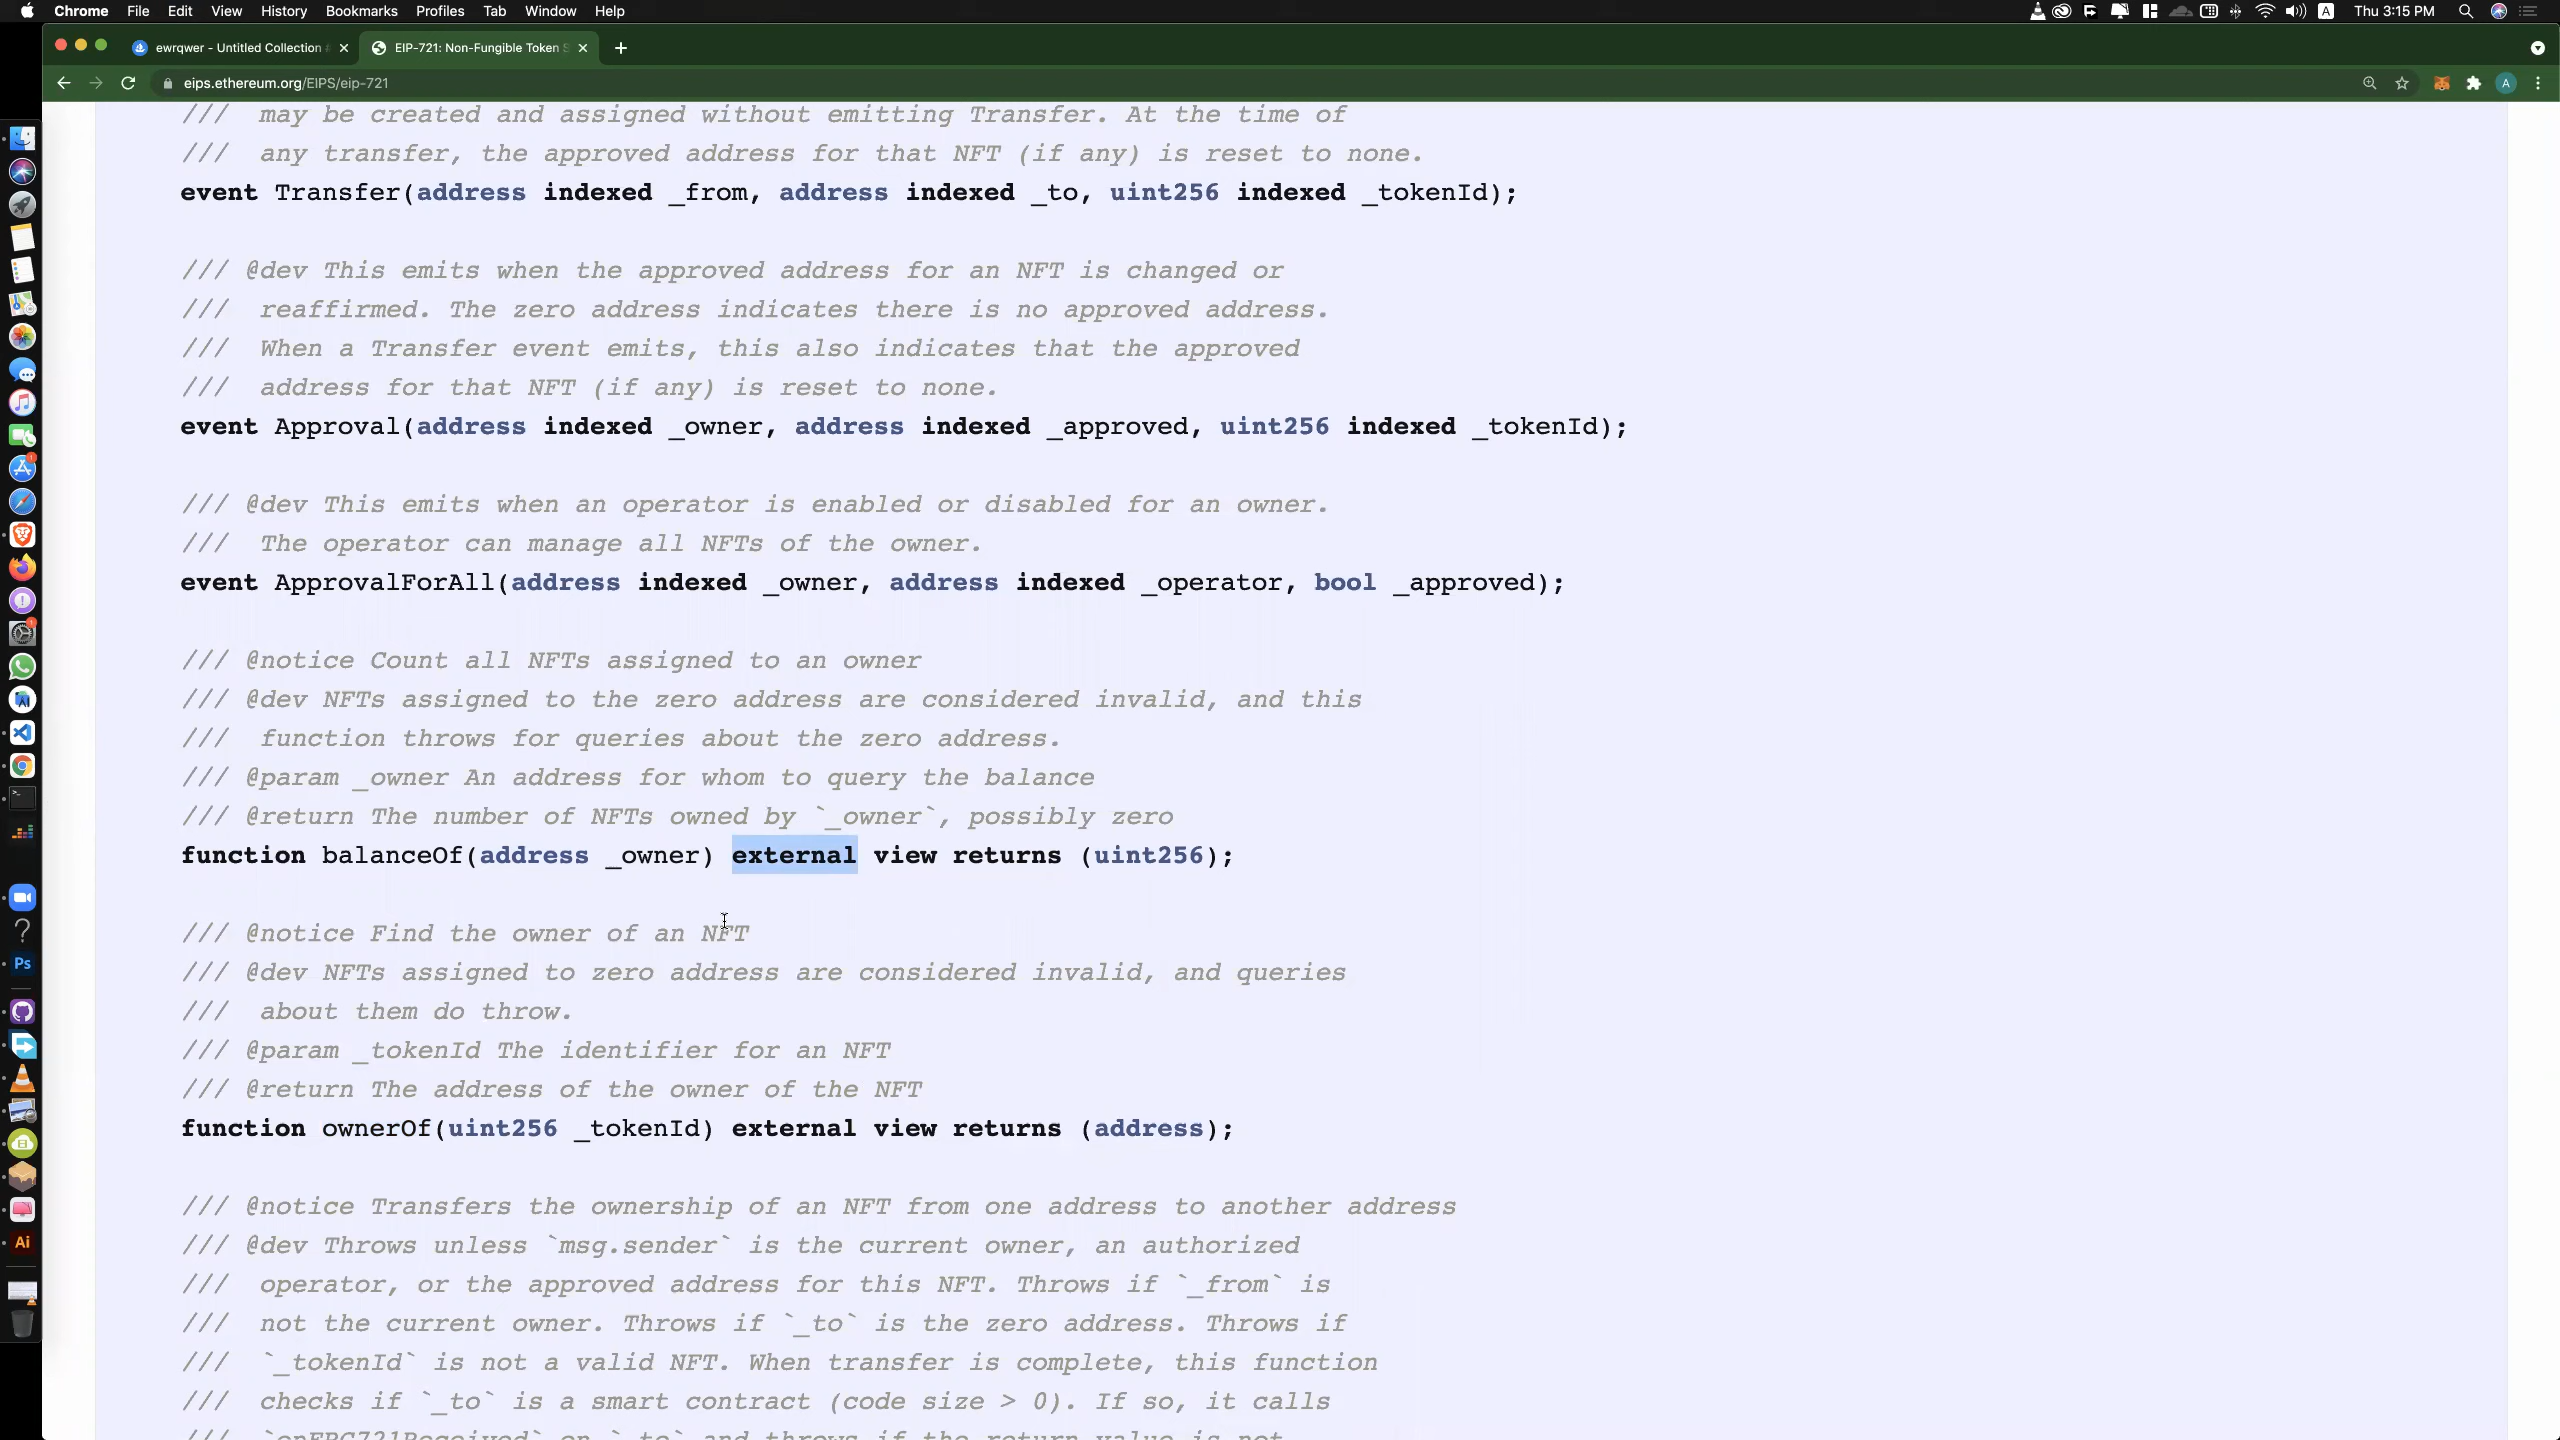 Chrome File Edit View History Bookmarks Profiles Tab Window Help
A Thu 3:15 PM
ewrqwer - Untitled Collection
EIP-721: Non-Fungible Token S
eips.ethereum.org/EIPS/eip-721
A
/// may be created and assigned without emitting Transfer. At the time of
/// any transfer, the approved address for that NFT (if any) is reset to none.
event Transfer(address indexed _from, address indexed _to, uint256 indexed _tokenId);
/// @dev This emits when the approved address for an NFT is changed or
/// reaffirmed. The zero address indicates there is no approved address.
/// When a Transfer event emits, this also indicates that the approved
/// address for that NFT (if any) is reset to none.
event Approval(address indexed _owner, address indexed _approved, uint256 indexed _tokenId);
/// @dev This emits when an operator is enabled or disabled for an owner.
/// The operator can manage all NFTs of the owner.
event ApprovalForAll(address indexed _owner, address indexed _operator, bool _approved);
/// @notice Count all NFTs assigned to an owner
/// @dev NFTs assigned to the zero address are considered invalid, and this
/// function throws for queries about the zero address.
/// @param _owner An address for whom to query the balance
/// @return The number of NFTs owned by `_owner`, possibly zero
function balanceOf(address _owner) external view returns (uint256);
/// @notice Find the owner of an NFT
/// @dev NFTs assigned to zero address are considered invalid, and queries
/// about them do throw.
/// @param _tokenId The identifier for an NFT
/// @return The address of the owner of the NFT
function ownerOf(uint256 _tokenId) external view returns (address);
/// @notice Transfers the ownership of an NFT from one address to another address
/// @dev Throws unless `msg.sender` is the current owner, an authorized
/// operator, or the approved address for this NFT. Throws if `_from` is
/// not the current owner. Throws if `_to` is the zero address. Throws if
/// `_tokenId` is not a valid NFT. When transfer is complete, this function
/// checks if `_to` is a smart contract (code size > 0). If so, it calls
/// `onERC721Received` on `_to` and throws if the return value is not
Ps
Ai